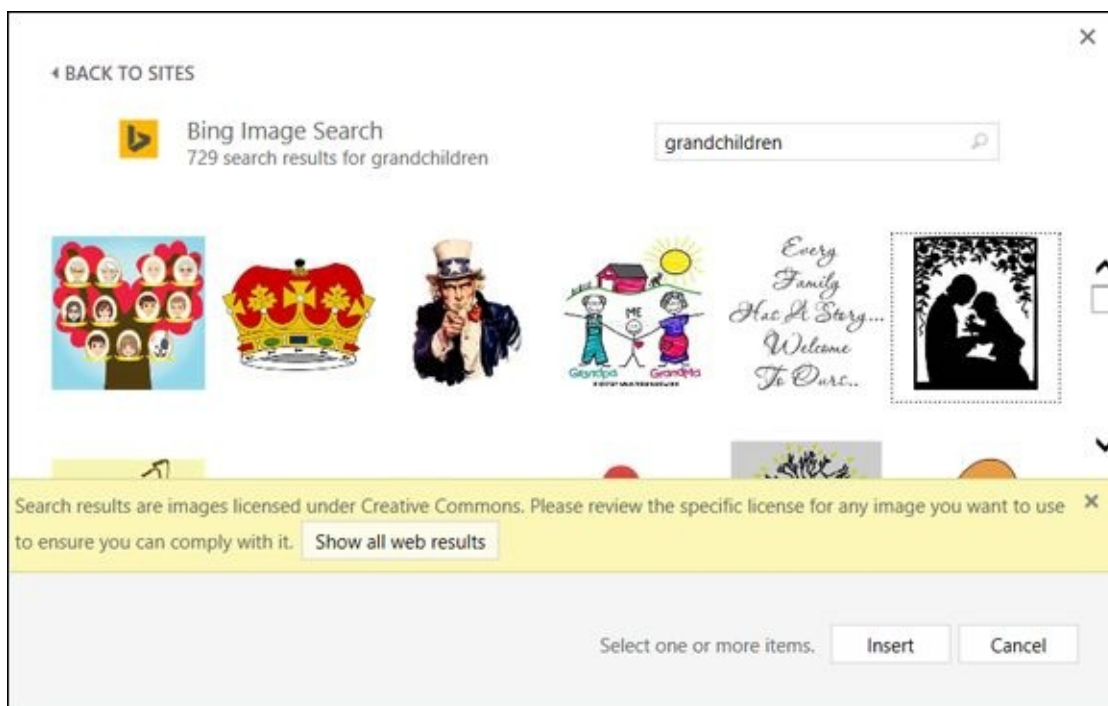 BACK TO SITES
Bing Image Search
729 search results for grandchildren
grandchildren
ME
Grandpa GrandMa
Every
Family
Has A Story...
Welcome
To Ours...
Search results are images licensed under Creative Commons. Please review the specific license for any image you want to use
to ensure you can comply with it. Show all web results
Select one or more items. Insert Cancel